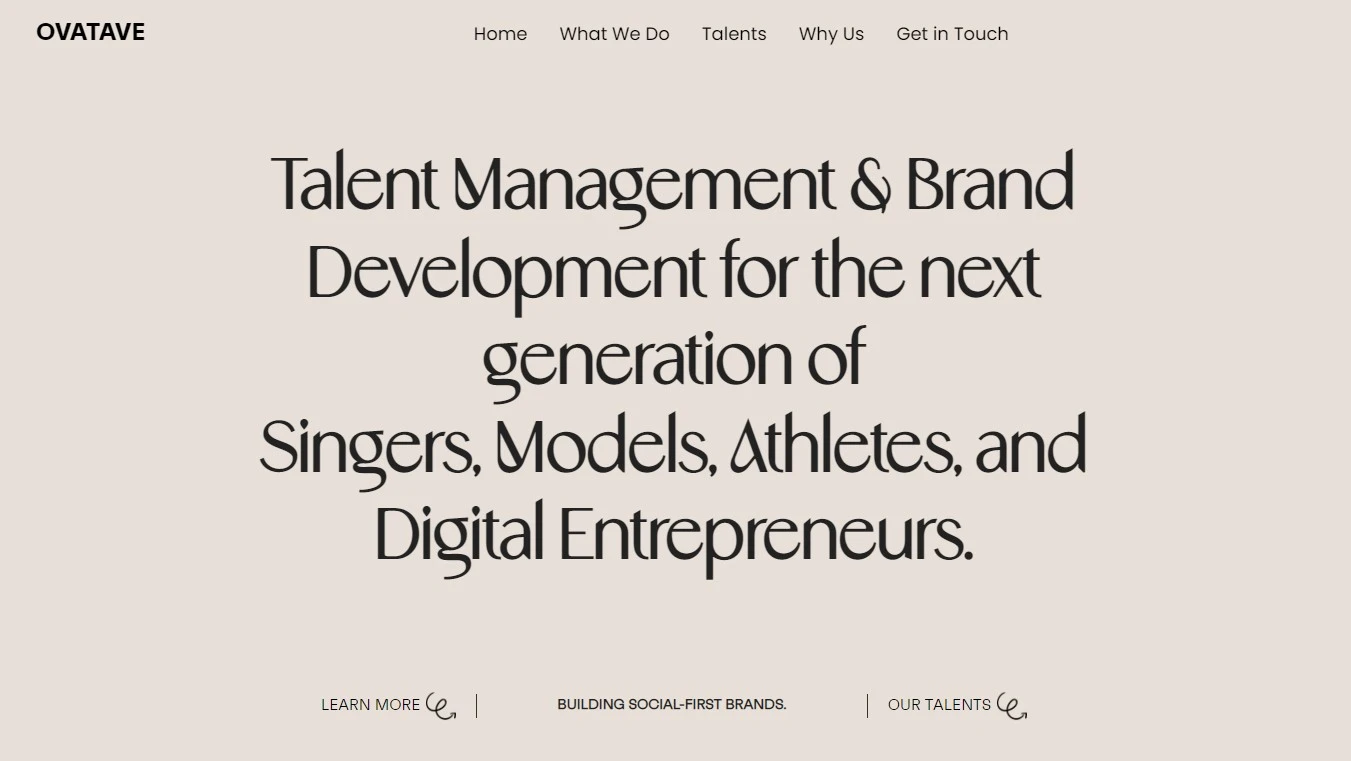 OVATAVE
Home What We Do Talents Why Us Get in Touch
Talent Management & Brand
Development for the next
generation of
Singers, Models, Athletes, and
Digital Entrepreneurs.
LEARN MORE BUILDING SOCIAL-FIRST BRANDS. OUR TALENTS